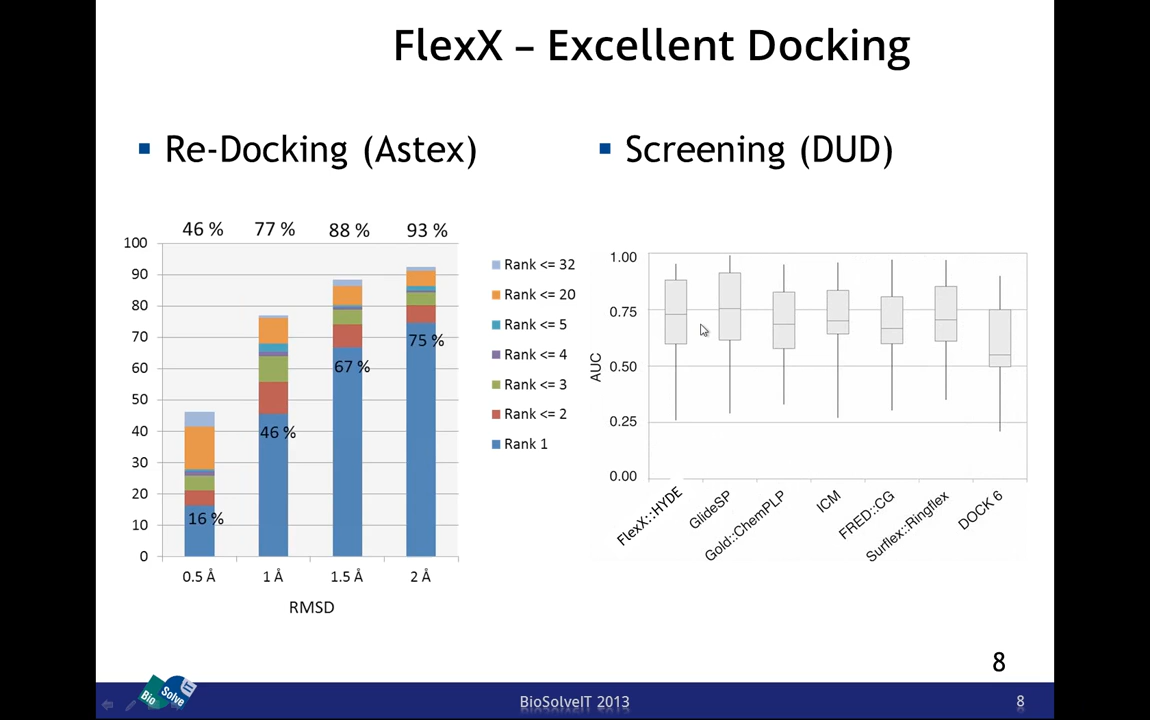 FlexX – Excellent Docking
▪ Re-Docking (Astex)
▪ Screening (DUD)
46 %
77 %
88 %
93 %
100
90
80
70
60
50
40
30
20
10
0
16 %
46 %
67 %
75 %
0.5 Å
1 Å
1.5 Å
2 Å
RMSD
Rank <= 32
Rank <= 20
Rank <= 5
Rank <= 4
Rank <= 3
Rank <= 2
Rank 1
AUC
1.00
0.75
0.50
0.25
0.00
FlexX::HYDE
GlideSP
Gold::ChemPLP
ICM
FRED::CG
Surflex::Ringflex
DOCK 6
8
Bio
Solve
IT
BioSolveIT 2013
8